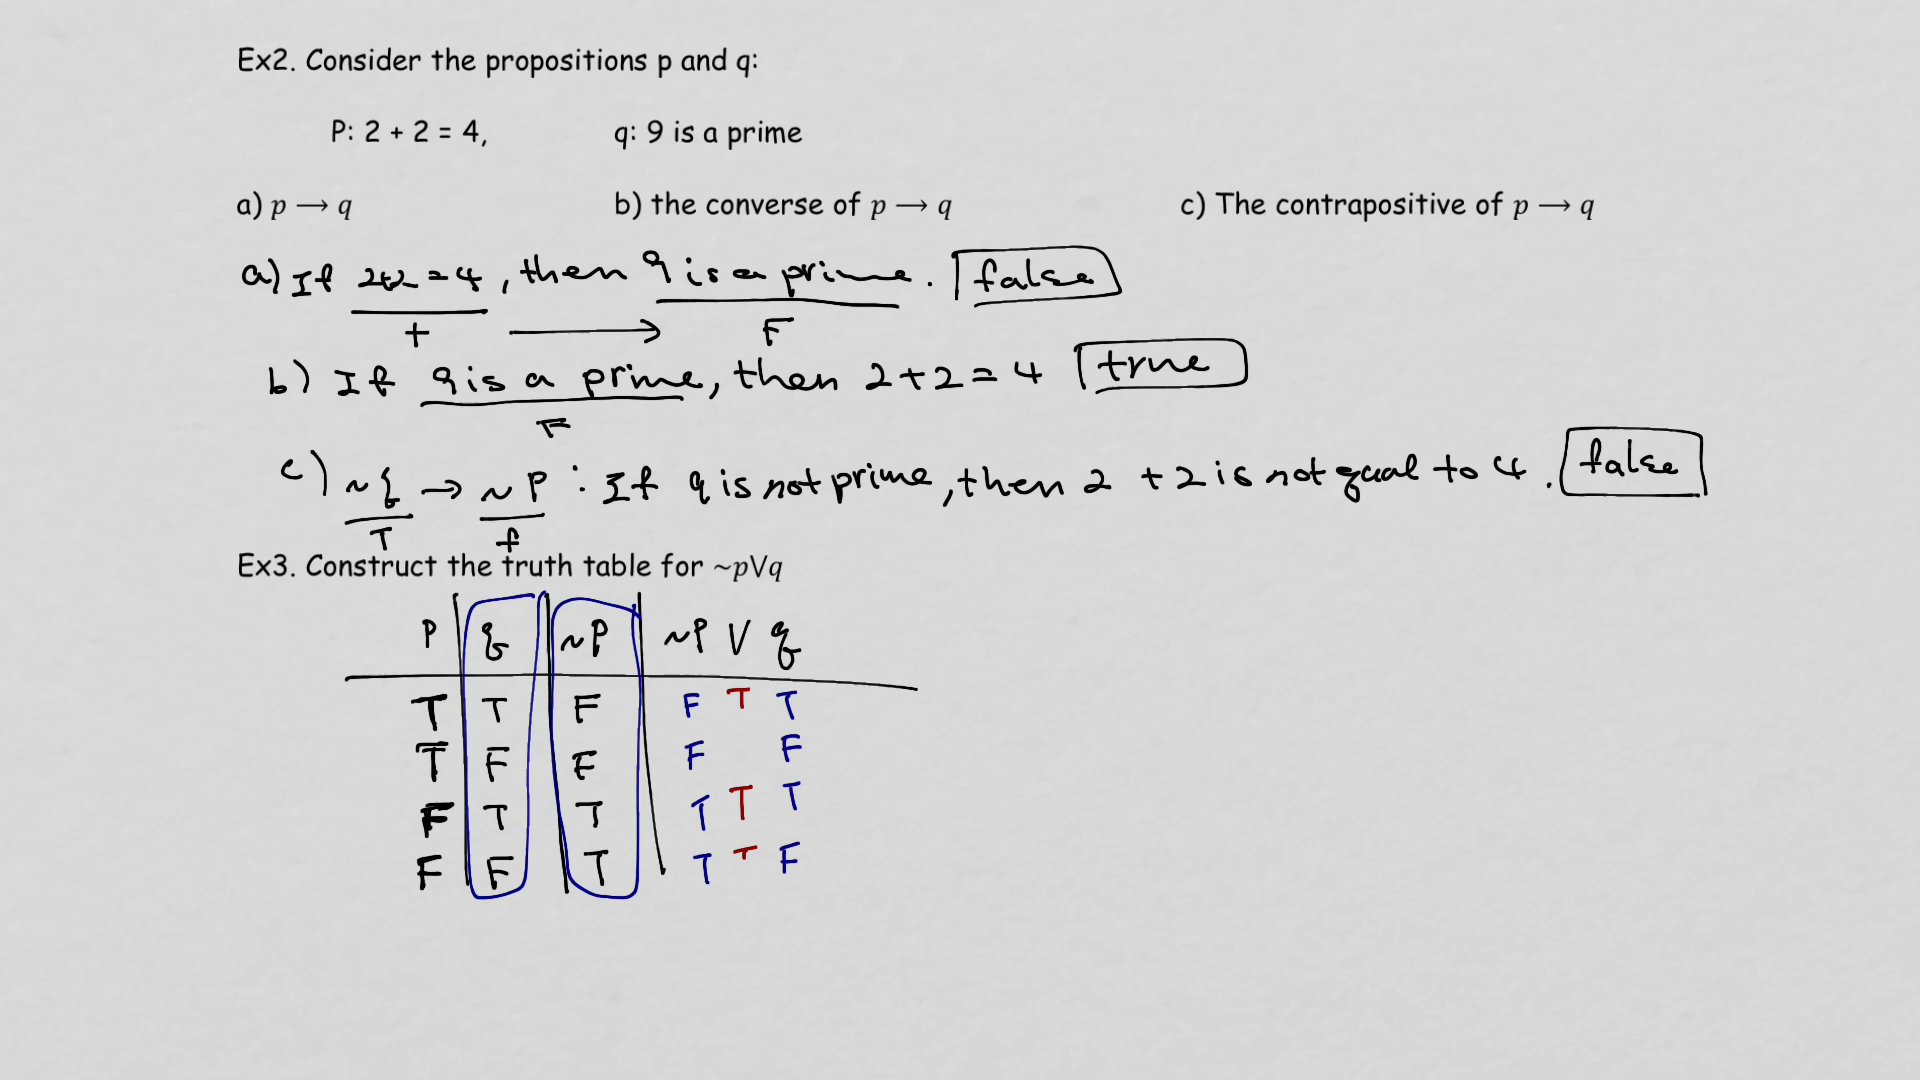 Ex2. Consider the propositions p and q:
P: 2 + 2 = 4, q: 9 is a prime
a) p ⟶ q b) the converse of p ⟶ q c) The contrapositive of p ⟶ q
a) If 2+2=4, then 9 is a prime. false
T ⟶ F
b) If 9 is a prime, then 2+2=4 true
F
c) ~q → ~P : If 9 is not prime, then 2 + 2 is not equal to 4. false
T f
Ex3. Construct the truth table for ~p∨q
P q ~P ~P V q
T T F F T T
T F F F F
F T T T T T
F F T T T F